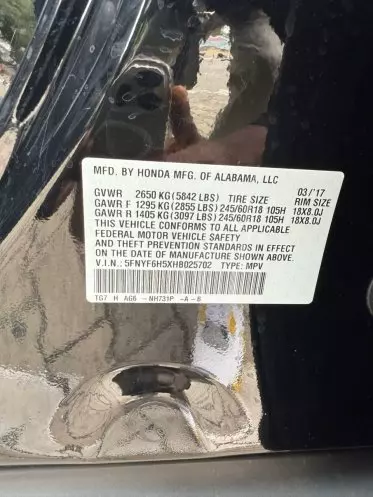 MFD. BY HONDA MFG. OF ALABAMA, LLC
03/'17
GVWR 2650 KG(5842 LBS) TIRE SIZE RIM SIZE
GAWR F 1295 KG(2855 LBS)245/60R18 105H 18X8.0J
GAWR R 1405 KG(3097 LBS)245/60R18 105H 18X8.0J
THIS VEHICLE CONFORMS TO ALL APPLICABLE
FEDERAL MOTOR VEHICLE SAFETY
AND THEFT PREVENTION STANDARDS IN EFFECT
ON THE DATE OF MANUFACTURE SHOWN ABOVE.
V.I.N.: 5FNYF6H5XHB025702 TYPE: MPV
TG7 H AG6 -NH731P -A-B